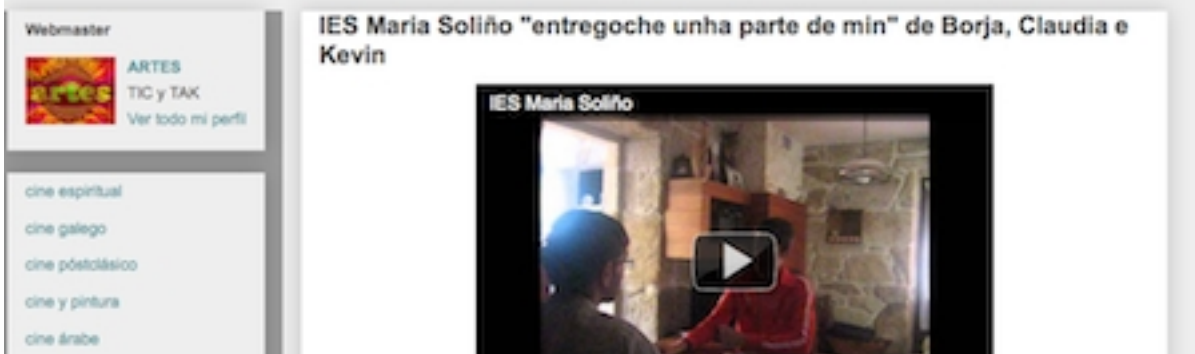 Webmaster
artes
ARTES
TIC y TAK
Ver todo mi perfil
cine espiritual
cine galego
cine póstclásico
cine y pintura
cine árabe
IES Maria Soliño "entregoche unha parte de min" de Borja, Claudia e
Kevin
IES Maria Soliño